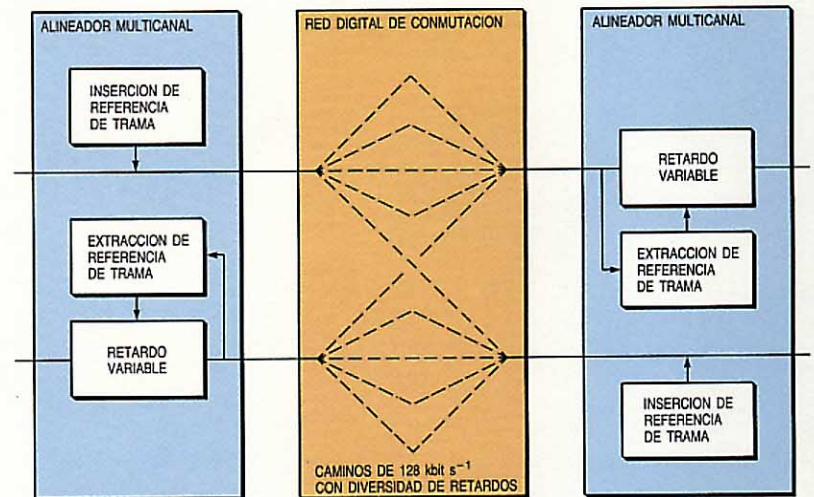 ALINEADOR MULTICANAL
INSERCION DE
REFERENCIA
DE TRAMA
EXTRACCION DE
REFERENCIA
DE TRAMA
RETARDO
VARIABLE
RED DIGITAL DE CONMUTACION
CAMINOS DE 128 kbit s⁻¹
CON DIVERSIDAD DE RETARDOS
ALINEADOR MULTICANAL
RETARDO
VARIABLE
EXTRACCION DE
REFERENCIA
DE TRAMA
INSERCION DE
REFERENCIA
DE TRAMA